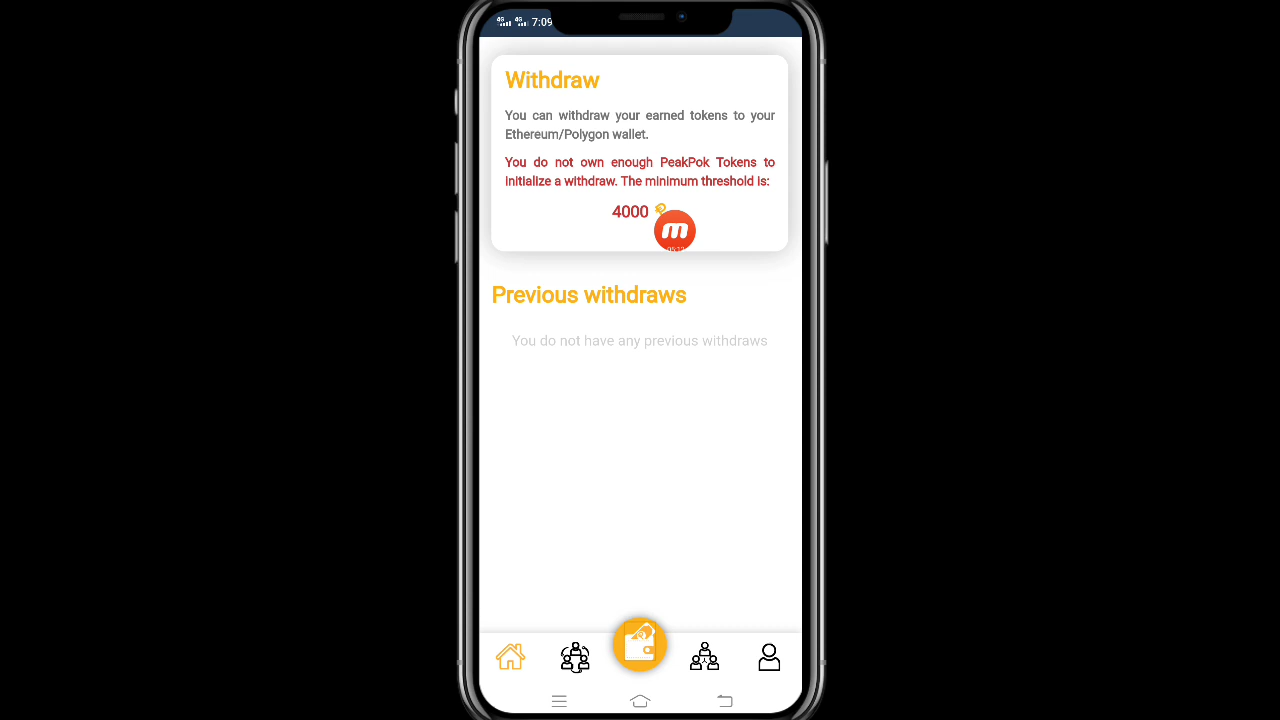 4G 4G 7:09
Withdraw
You can withdraw your earned tokens to your
Ethereum/Polygon wallet.
You do not own enough PeakPok Tokens to
initialize a withdraw. The minimum threshold is:
4000
m
Previous withdraws
You do not have any previous withdraws